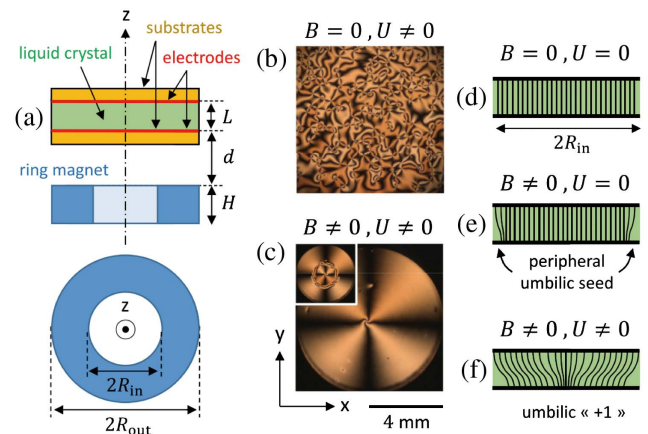 (a)
z
substrates
liquid crystal
electrodes
L
d
ring magnet
H
z
2R_in
2R_out
B = 0, U ≠ 0
(b)
B ≠ 0, U ≠ 0
(c)
y
x
4 mm
B = 0, U = 0
(d)
2R_in
B ≠ 0, U = 0
(e)
peripheral
umbilic seed
B ≠ 0, U ≠ 0
(f)
umbilic « +1 »